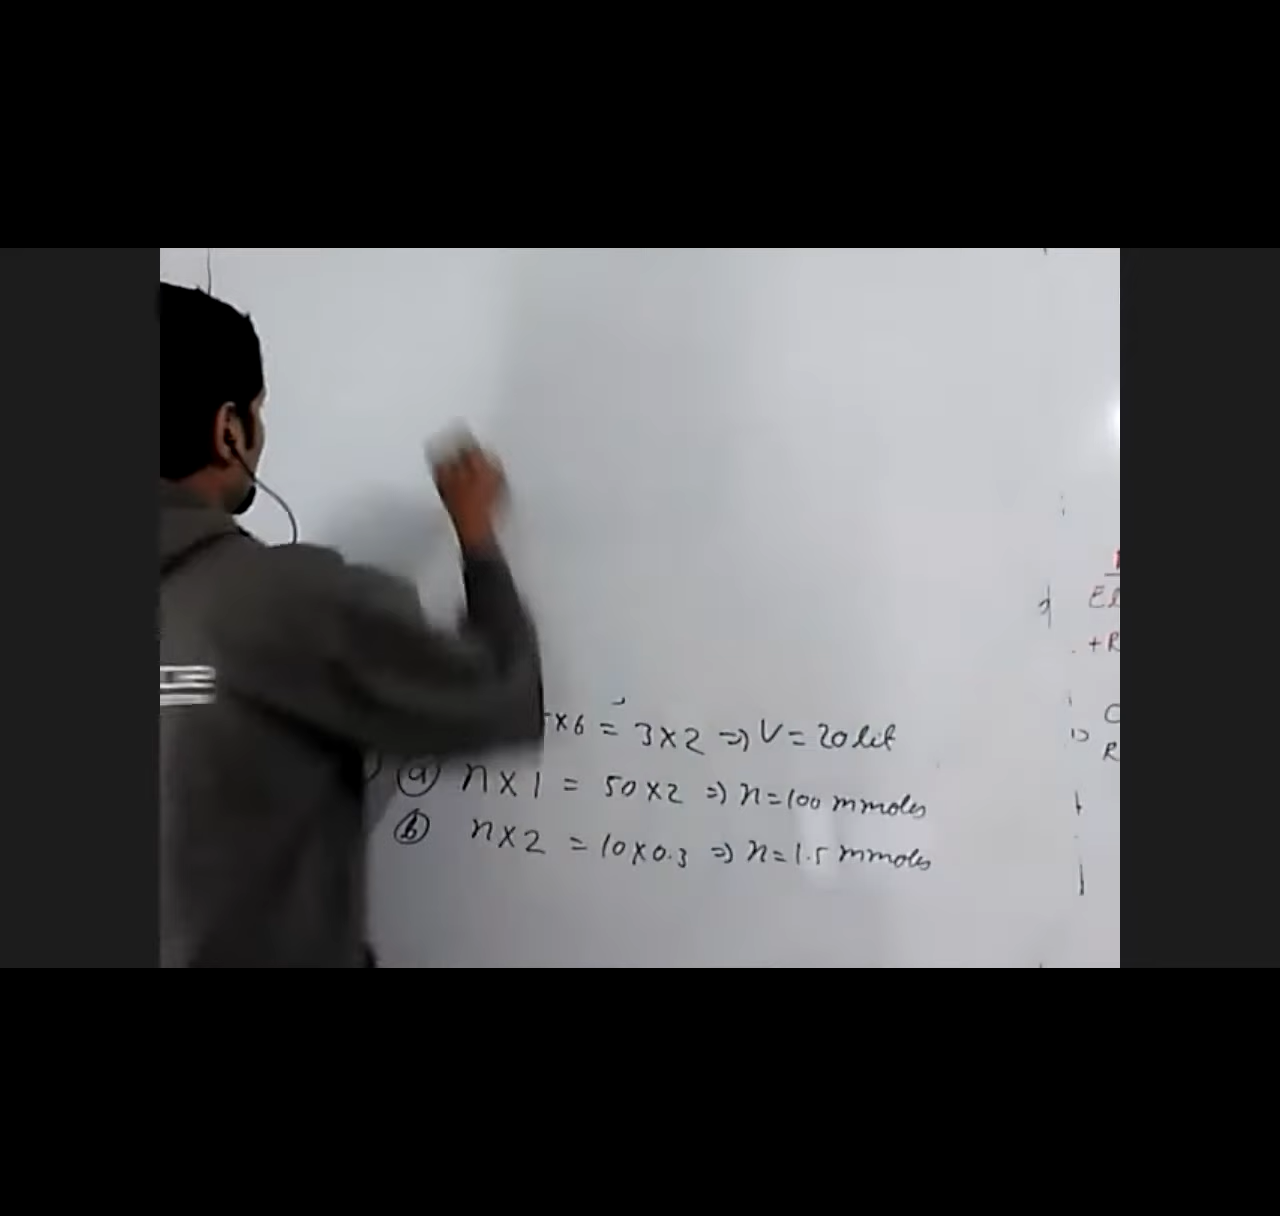 ×6 = 3×2 ⇒ V = 20 lit
(a) n×1 = 50×2 ⇒ n=100 mmoles
(b) n×2 = 10×0.3 ⇒ n=1.5 mmoles
+R
C
R